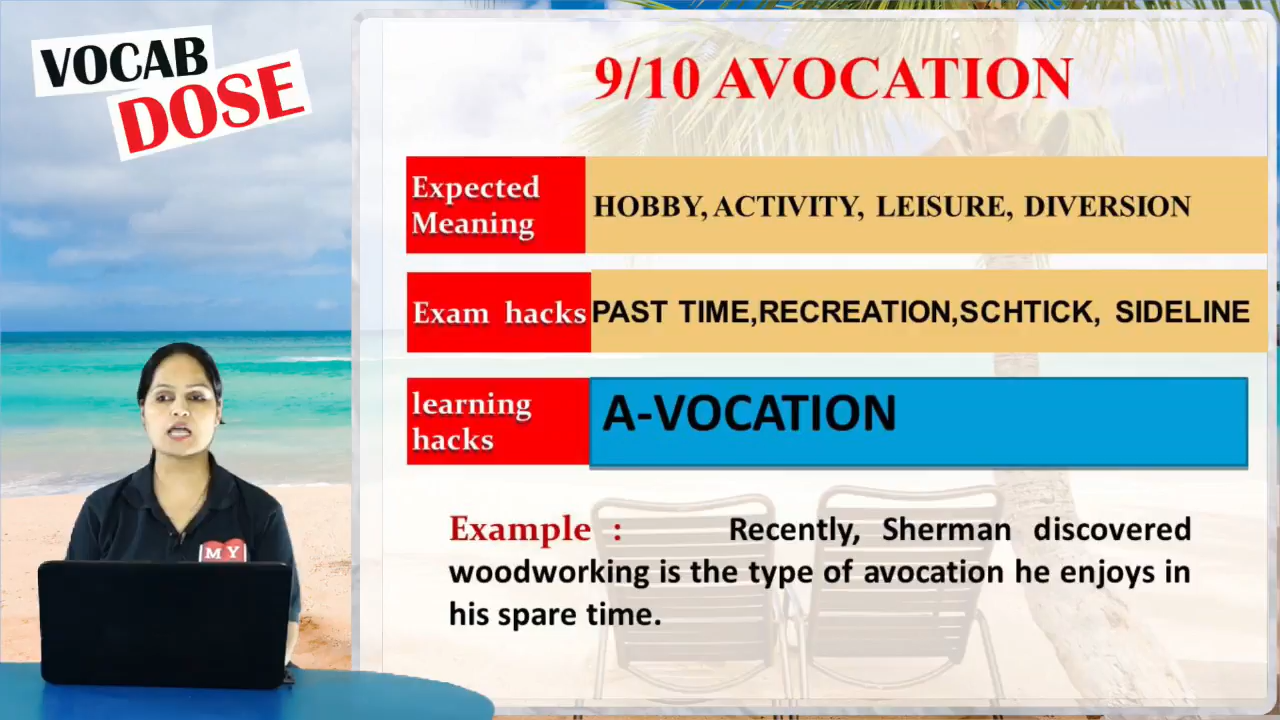 VOCAB
DOSE
9/10 AVOCATION
Expected
Meaning
HOBBY, ACTIVITY, LEISURE, DIVERSION
Exam hacks
PAST TIME,RECREATION,SCHTICK, SIDELINE
learning
hacks
A-VOCATION
Example : Recently, Sherman discovered
woodworking is the type of avocation he enjoys in
his spare time.
MY